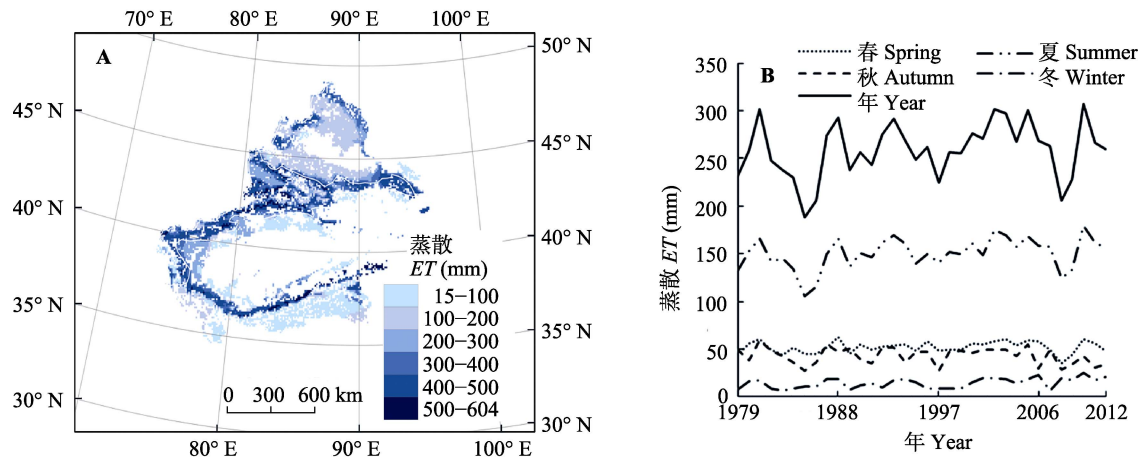 70° E 80° E 90° E 100° E
A
50° N
45° N
45° N
40° N
40° N
35° N
35° N
30° N
30° N
80° E 90° E 100° E
蒸散
ET (mm)
15−100
100−200
200−300
300−400
400−500
500−604
0 300 600 km
B
春 Spring 夏 Summer
秋 Autumn 冬 Winter
年 Year
蒸散 ET (mm)
350
300
250
200
150
100
50
0
1979 1988 1997 2006 2012
年 Year